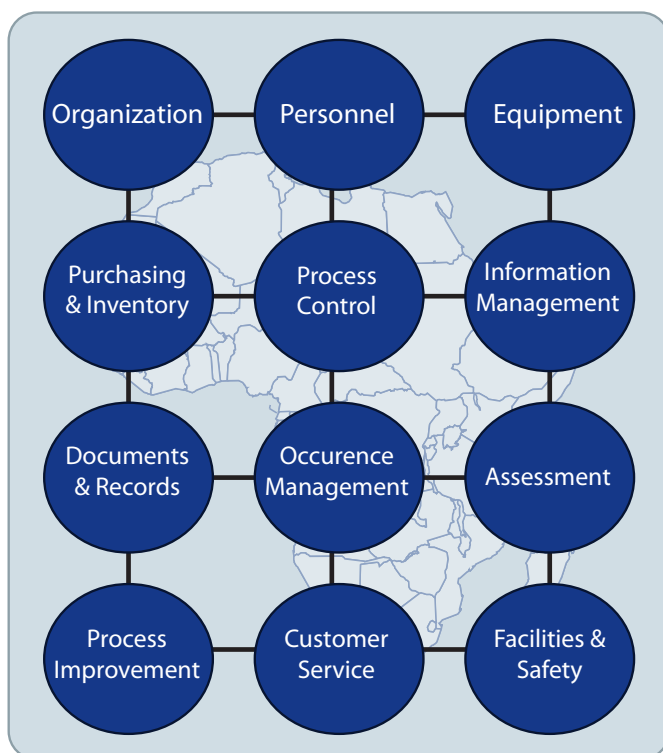 Organization
Personnel
Equipment
Purchasing
& Inventory
Process
Control
Information
Management
Documents
& Records
Occurence
Management
Assessment
Process
Improvement
Customer
Service
Facilities &
Safety